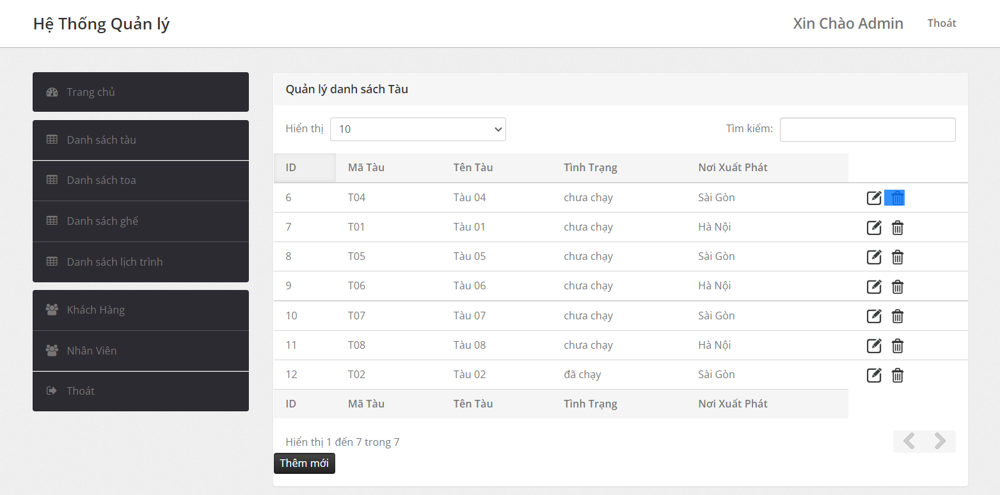 Hệ Thống Quản lý
Xin Chào Admin Thoát
Trang chủ
Danh sách tàu
Danh sách toa
Danh sách ghế
Danh sách lịch trình
Khách Hàng
Nhân Viên
Thoát
Quản lý danh sách Tàu
Hiển thị 10 Tìm kiếm:
ID Mã Tàu Tên Tàu Tình Trạng Nơi Xuất Phát
6 T04 Tàu 04 chưa chạy Sài Gòn
7 T01 Tàu 01 chưa chạy Hà Nội
8 T05 Tàu 05 chưa chạy Sài Gòn
9 T06 Tàu 06 chưa chạy Hà Nội
10 T07 Tàu 07 chưa chạy Sài Gòn
11 T08 Tàu 08 chưa chạy Hà Nội
12 T02 Tàu 02 đã chạy Sài Gòn
ID Mã Tàu Tên Tàu Tình Trạng Nơi Xuất Phát
Hiển thị 1 đến 7 trong 7
Thêm mới